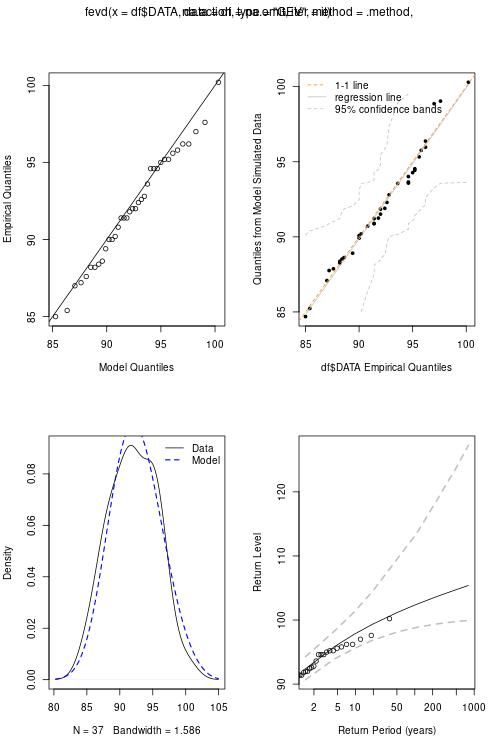 fevd(x = df$DATA, method = .method,
100
95
90
85
Empirical Quantiles
85 90 95 100
Model Quantiles
1-1 line
regression line
95% confidence bands
100
95
90
85
Quantiles from Model Simulated Data
85 90 95 100
df$DATA Empirical Quantiles
Data
Model
0.08
0.06
0.04
0.02
0.00
Density
80 85 90 95 100 105
N = 37 Bandwidth = 1.586
120
110
100
90
Return Level
2 5 10 50 200 1000
Return Period (years)